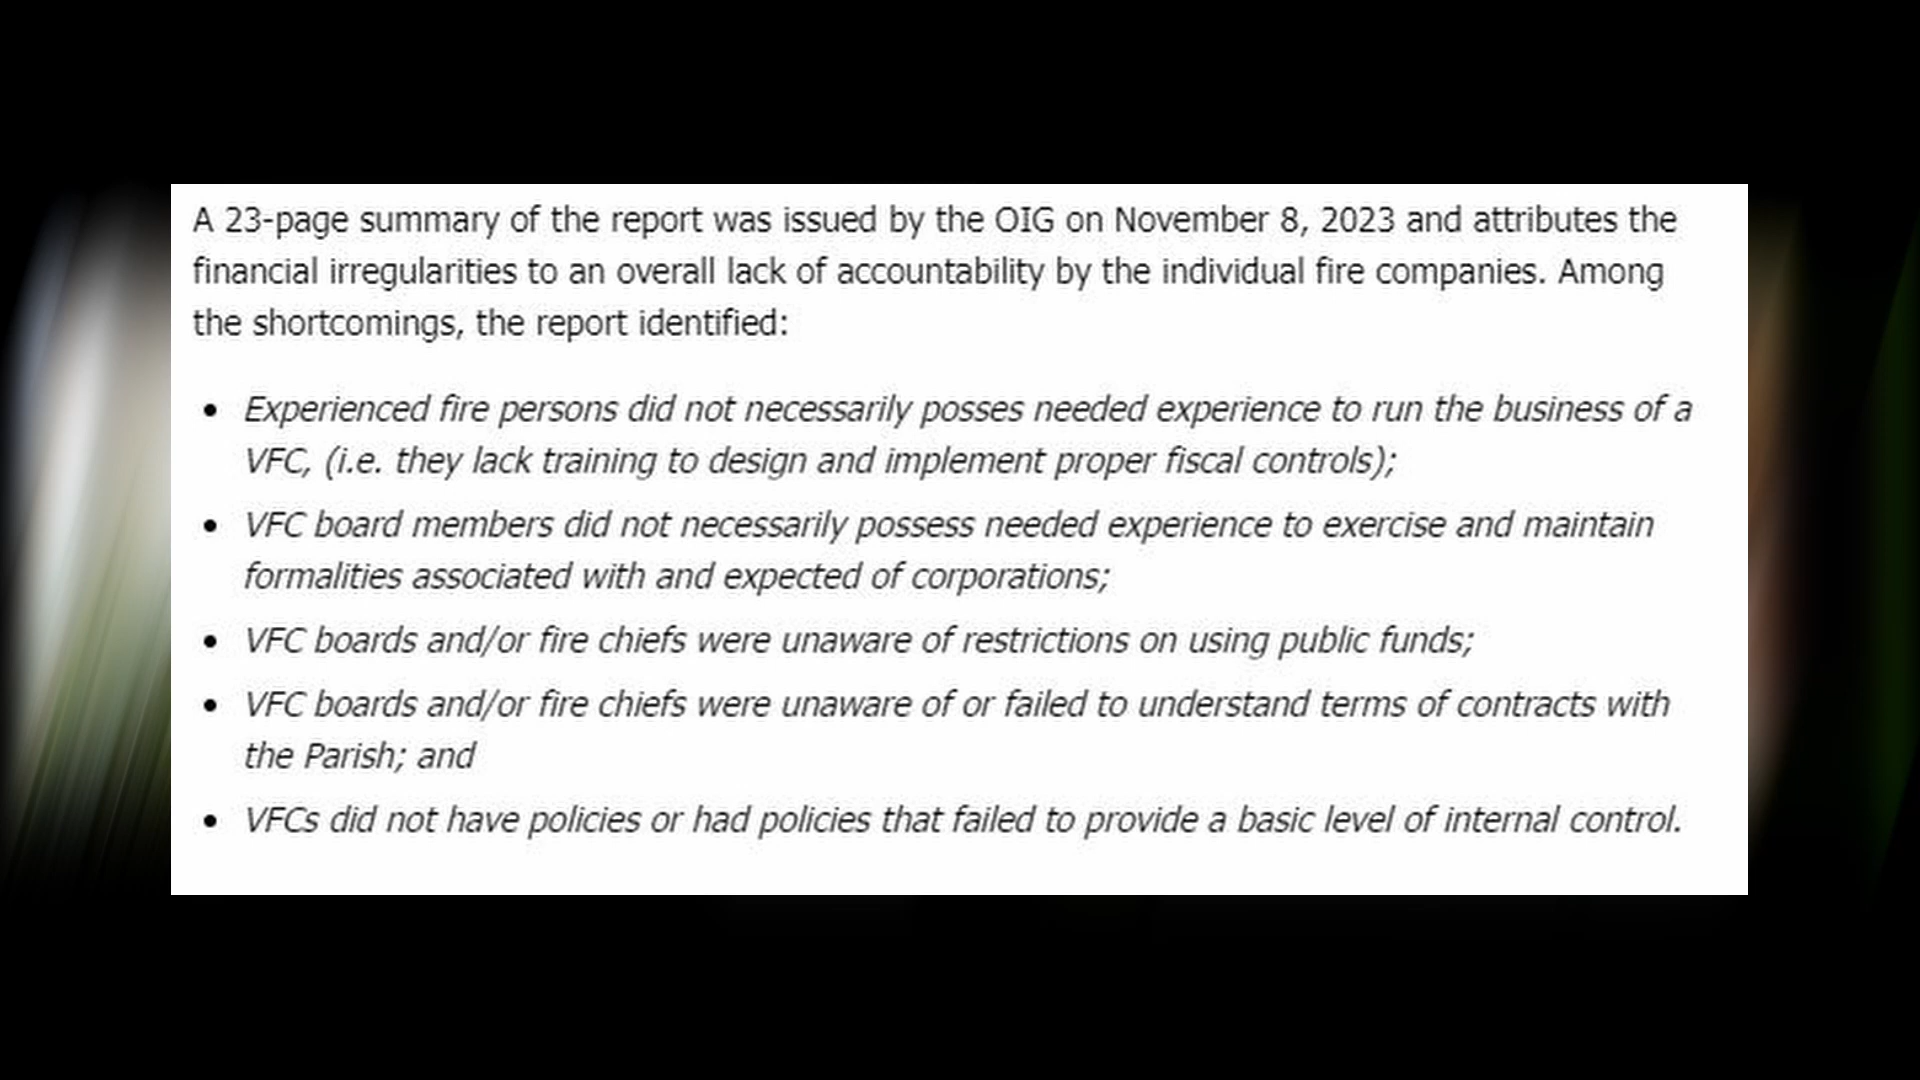 A 23-page summary of the report was issued by the OIG on November 8, 2023 and attributes the
financial irregularities to an overall lack of accountability by the individual fire companies. Among
the shortcomings, the report identified:
• Experienced fire persons did not necessarily posses needed experience to run the business of a
VFC, (i.e. they lack training to design and implement proper fiscal controls);
• VFC board members did not necessarily possess needed experience to exercise and maintain
formalities associated with and expected of corporations;
• VFC boards and/or fire chiefs were unaware of restrictions on using public funds;
• VFC boards and/or fire chiefs were unaware of or failed to understand terms of contracts with
the Parish; and
• VFCs did not have policies or had policies that failed to provide a basic level of internal control.